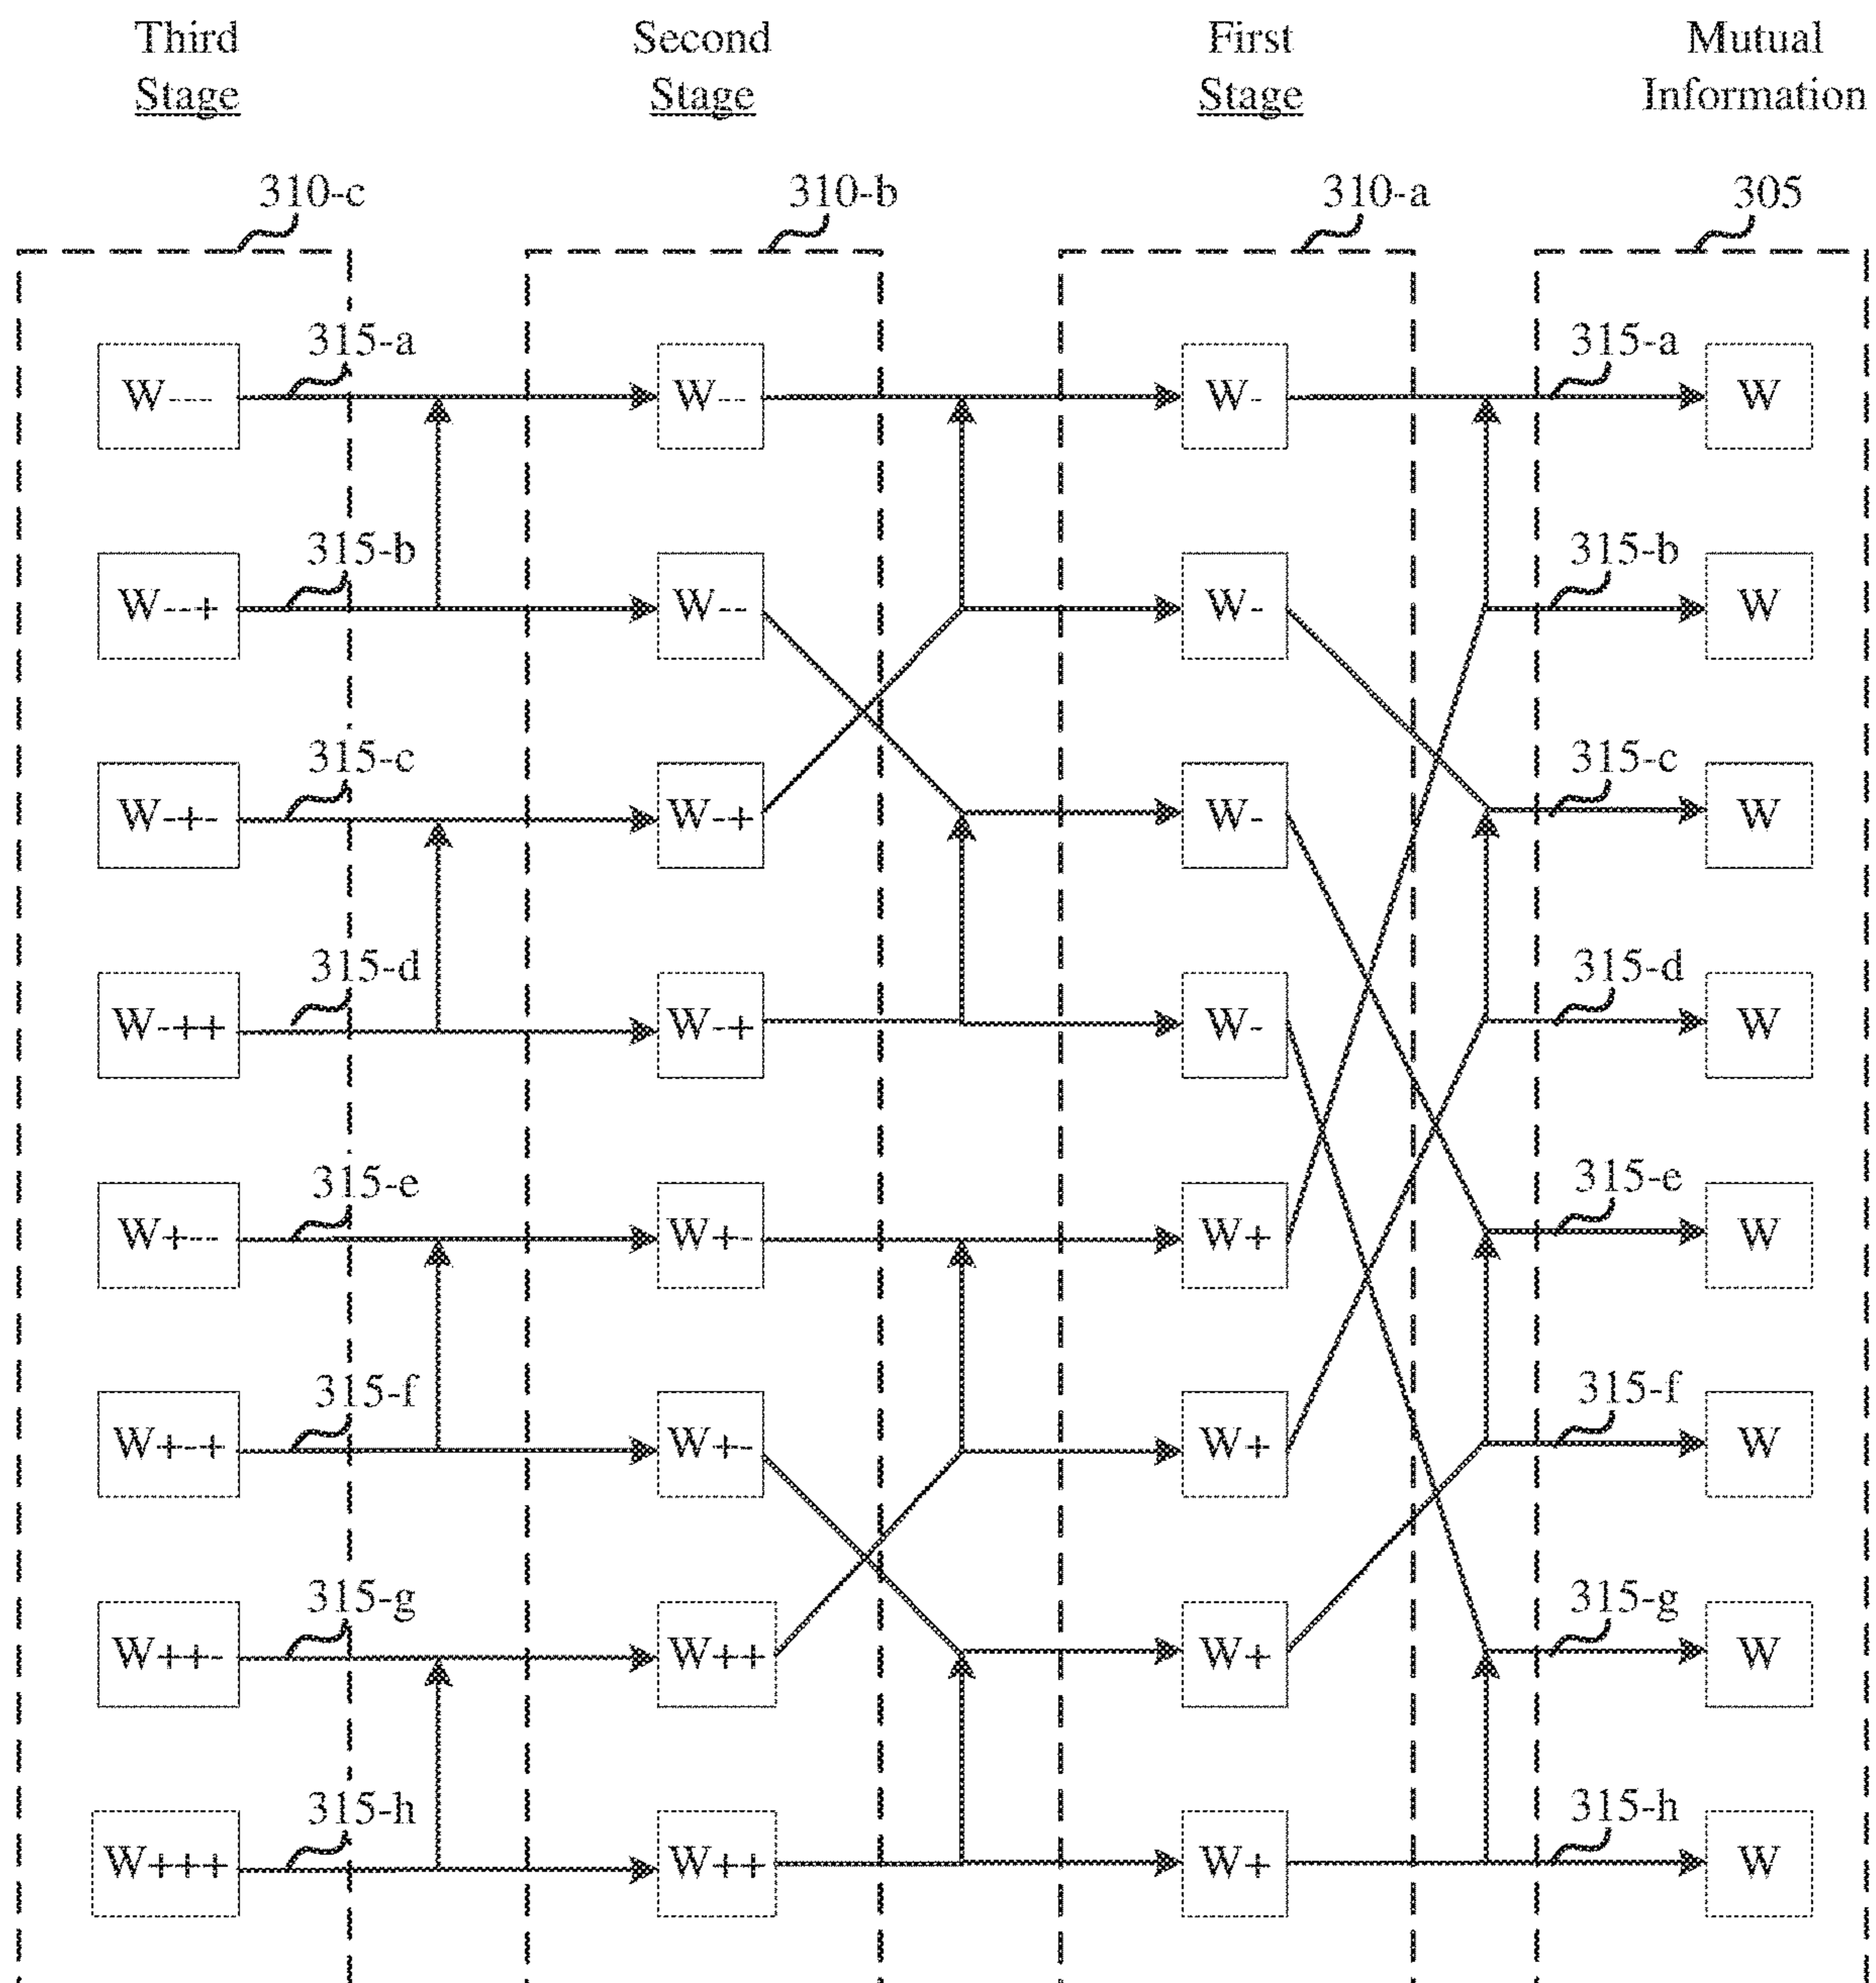 Third Second First Mutual
Stage Stage Stage Information
310-c 310-b 310-a 305
315-a 315-a
W--- W-- W- W
315-b 315-b
W--+ W-- W- W
315-c 315-c
W-+- W-+ W- W
315-d 315-d
W-++ W-+ W- W
315-e 315-e
W+-- W+- W+ W
315-f 315-f
W+-+ W+- W+ W
315-g 315-g
W++- W++ W+ W
315-h 315-h
W+++ W++ W+ W